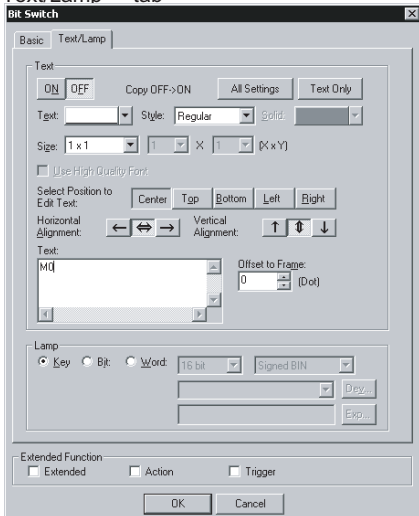 Text/Lamp tab
Bit Switch
Basic Text/Lamp
Text
ON OFF Copy OFF->ON All Settings Text Only
Text: Style: Regular Solid:
Size: 1 x 1 1 X 1 (X x Y)
Use High Quality Font
Select Position to
Edit Text: Center Top Bottom Left Right
Horizontal
Alignment: ← ⇔ → Vertical
Alignment: ↑ ⇕ ↓
Text:
M0
Offset to Frame:
0 (Dot)
Lamp
Key Bit: Word: 16 bit Signed BIN
Dev...
Exp...
Extended Function
Extended Action Trigger
OK Cancel